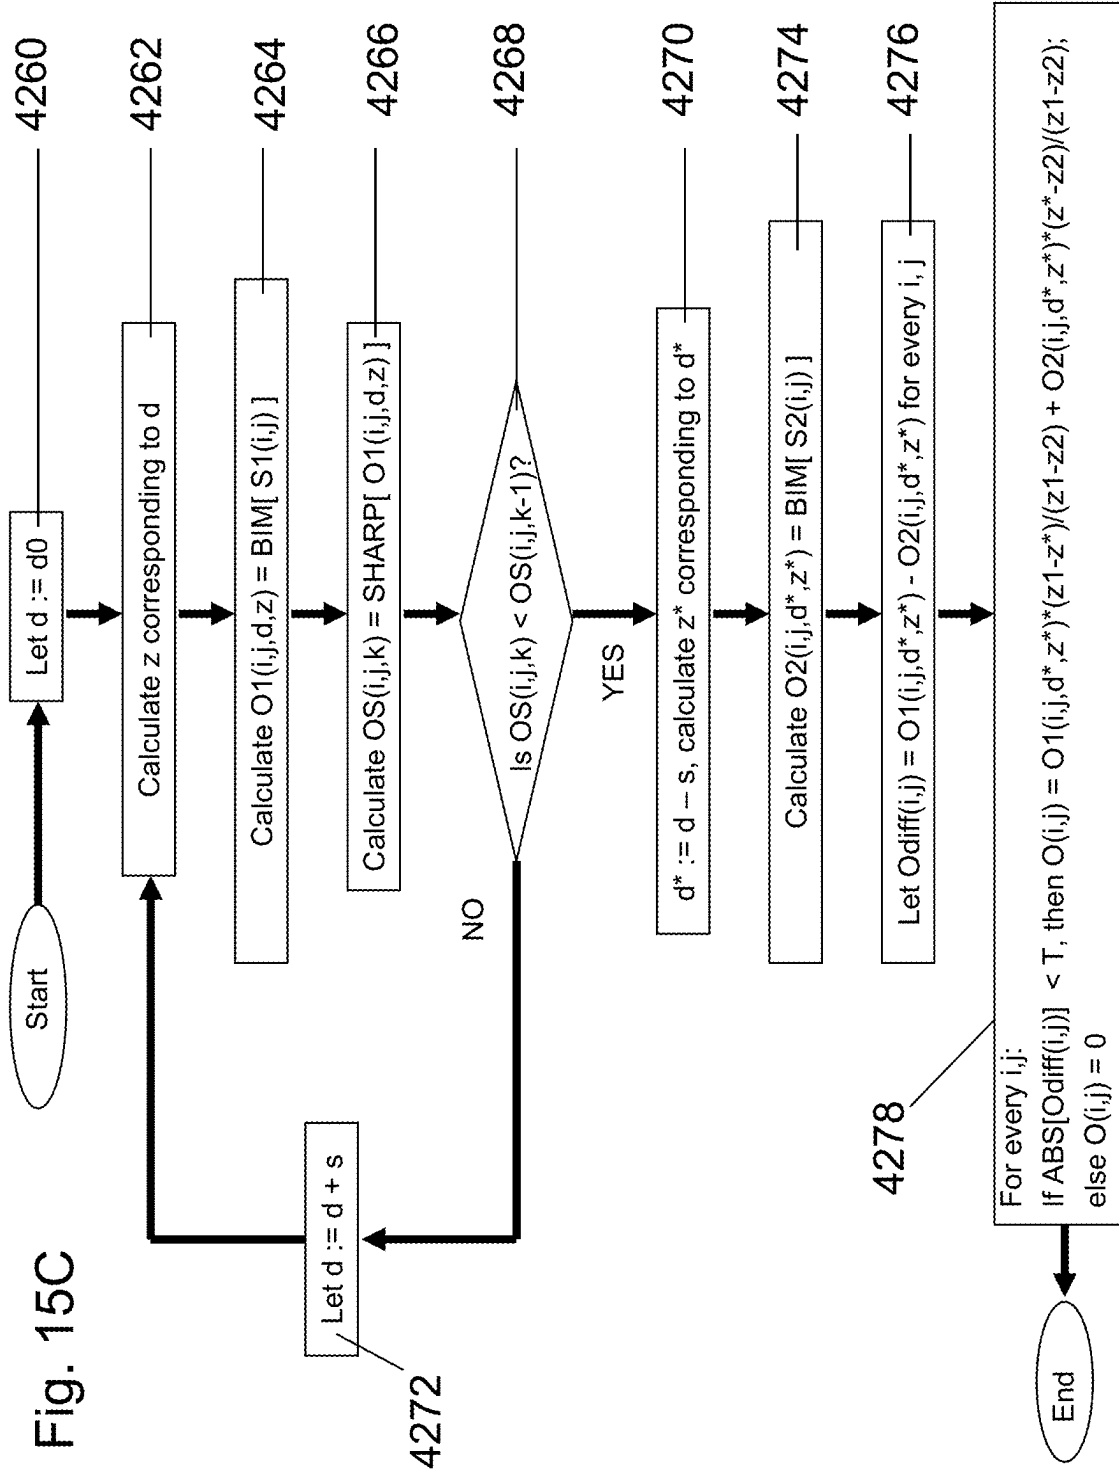 Fig. 15C
Start
Let d := d0
4260
Calculate z corresponding to d
4262
Calculate O1(i,j,d,z) = BIM[ S1(i,j) ]
4264
Calculate OS(i,j,k) = SHARP[ O1(i,j,d,z) ]
4266
Is OS(i,j,k) < OS(i,j,k-1)?
4268
NO
YES
Let d := d + s
4272
d* := d – s, calculate z* corresponding to d*
4270
Calculate O2(i,j,d*,z*) = BIM[ S2(i,j) ]
4274
Let Odiff(i,j) = O1(i,j,d*,z*) - O2(i,j,d*,z*) for every i, j
4276
4278
For every i,j:
If ABS[Odiff(i,j)] < T, then O(i,j) = O1(i,j,d*,z*)*(z1-z*)/(z1-z2) + O2(i,j,d*,z*)*(z*-z2)/(z1-z2);
else O(i,j) = 0
End